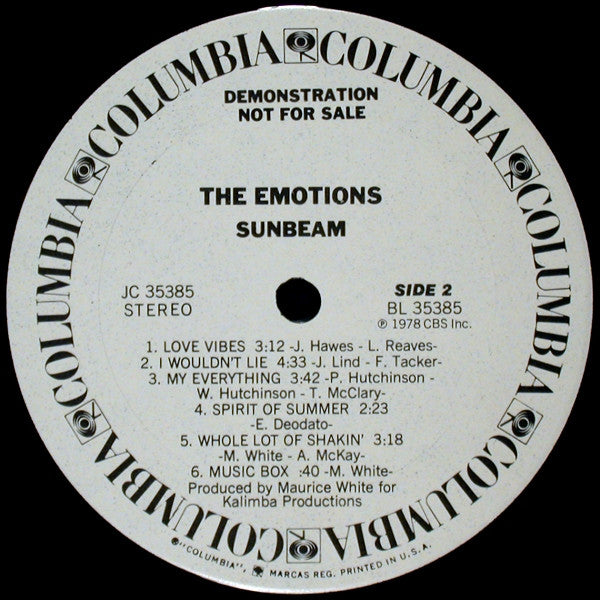 COLUMBIA COLUMBIA COLUMBIA COLUMBIA COLUMBIA COLUMBIA COLUMBIA COLUMBIA
DEMONSTRATION
NOT FOR SALE
THE EMOTIONS
SUNBEAM
JC 35385
STEREO
SIDE 2
BL 35385
℗ 1978 CBS Inc.
1. LOVE VIBES 3:12 -J. Hawes - L. Reaves-
2. I WOULDN'T LIE 4:33 -J. Lind - F. Tacker-
3. MY EVERYTHING 3:42 -P. Hutchinson -
W. Hutchinson - T. McClary-
4. SPIRIT OF SUMMER 2:23
-E. Deodato-
5. WHOLE LOT OF SHAKIN' 3:18
-M. White - A. McKay-
6. MUSIC BOX :40 -M. White-
Produced by Maurice White for
Kalimba Productions
"COLUMBIA", MARCAS REG. PRINTED IN U.S.A.